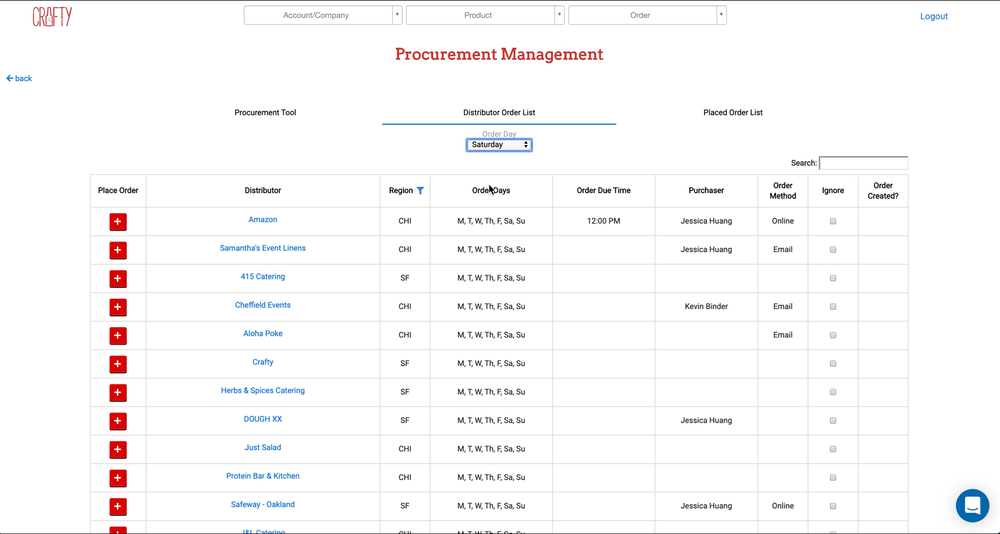 CRAFTY
Account/Company
Product
Order
Logout
Procurement Management
back
Procurement Tool
Distributor Order List
Placed Order List
Order Day
Saturday
Search:
Place Order
Distributor
Region
Order Days
Order Due Time
Purchaser
Order
Method
Ignore
Order
Created?
Amazon CHI M, T, W, Th, F, Sa, Su 12:00 PM Jessica Huang Online
Samantha's Event Linens CHI M, T, W, Th, F, Sa, Su Jessica Huang Email
415 Catering SF M, T, W, Th, F, Sa, Su
Cheffield Events CHI M, T, W, Th, F, Sa, Su Kevin Binder Email
Aloha Poke CHI M, T, W, Th, F, Sa, Su Email
Crafty SF M, T, W, Th, F, Sa, Su
Herbs & Spices Catering SF M, T, W, Th, F, Sa, Su
DOUGH XX SF M, T, W, Th, F, Sa, Su Jessica Huang
Just Salad CHI M, T, W, Th, F, Sa, Su
Protein Bar & Kitchen CHI M, T, W, Th, F, Sa, Su
Safeway - Oakland SF M, T, W, Th, F, Sa, Su Jessica Huang Online
Catering CHI M, T, W, Th, F, Sa, Su